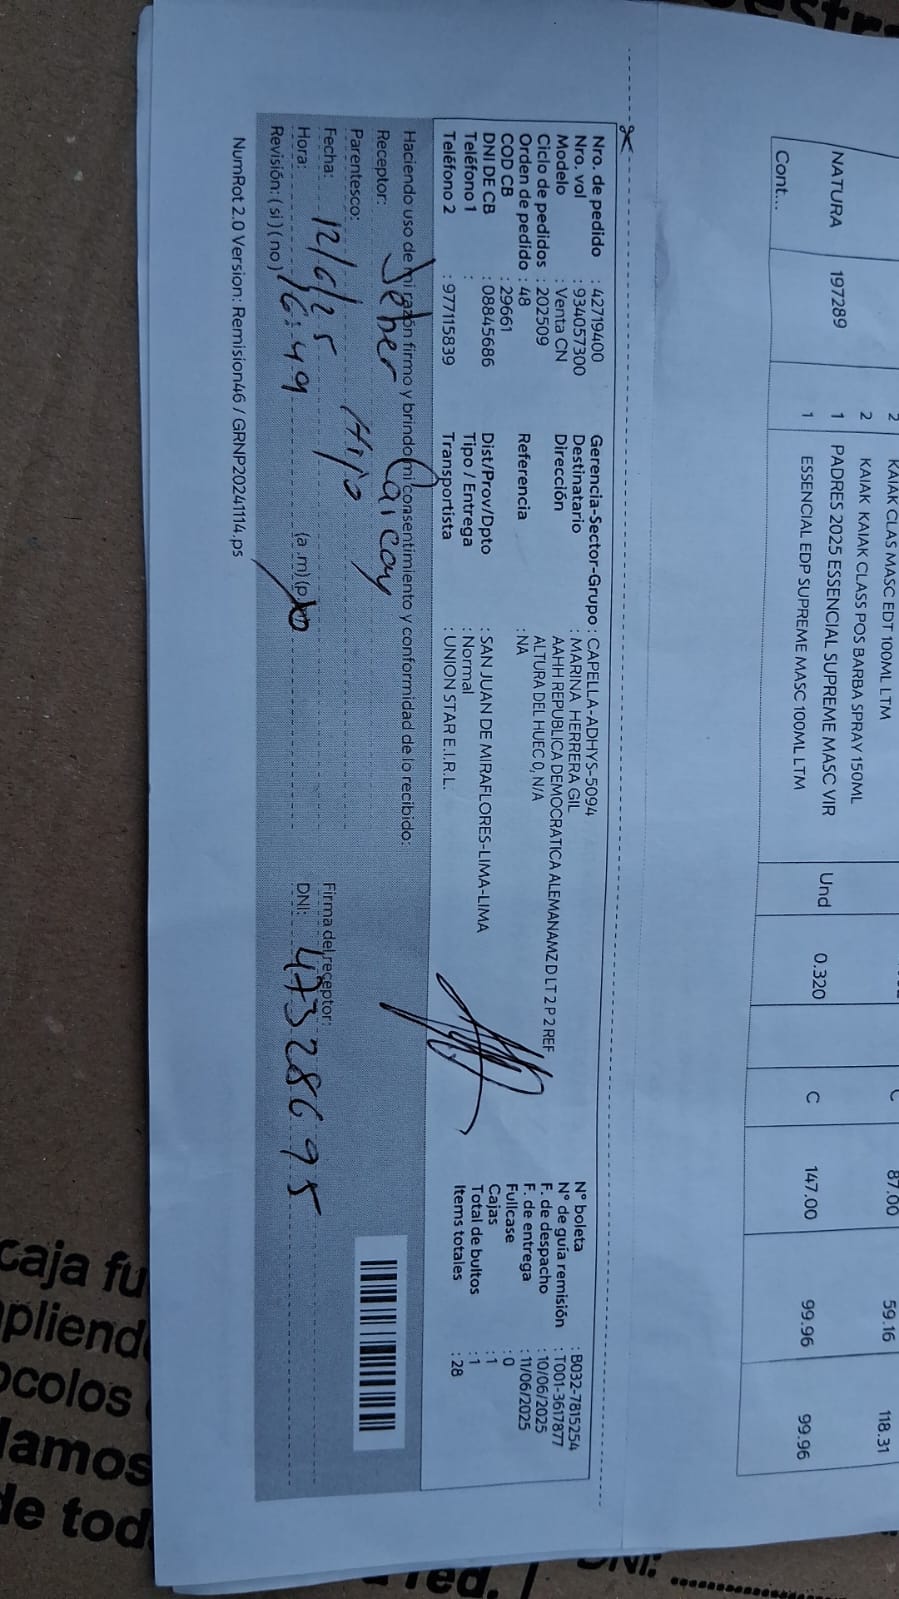 2 KAIAK CLAS MASC EDT 100ML LTM C 87.00 59.16 118.31
2 KAIAK KAIAK CLASS POS BARBA SPRAY 150ML
NATURA 197289 1 PADRES 2025 ESSENCIAL SUPREME MASC VIR Und 0.320 C 147.00 99.96 99.96
1 ESSENCIAL EDP SUPREME MASC 100ML LTM
Cont...
Nro. de pedido : 42719400
Nro. vol : 934057300
Modelo : Venta CN
Ciclo de pedidos : 202509
Orden de pedido : 48
COD CB : 29661
DNI DE CB : 08845686
Teléfono 1 :
Teléfono 2 : 977115839
Gerencia-Sector-Grupo : CAPELLA-ADHYS-5094
Destinatario : MARINA HERRERA GIL
Dirección AAHH REPUBLICA DEMOCRATICA ALEMANAMZ D LT 2 P 2 REF
ALTURA DEL HUEC 0, N/A
Referencia : NA
Dist/Prov/Dpto : SAN JUAN DE MIRAFLORES-LIMA-LIMA
Tipo / Entrega : Normal
Transportista : UNION STAR E.I.R.L.
N° boleta : B032-7815254
N° de guía remisión : T001-3617877
F. de despacho : 10/06/2025
F. de entrega : 11/06/2025
Fullcase : 0
Cajas : 1
Total de bultos : 1
Items totales : 28
Haciendo uso de mi razón firmo y brindo mi consentimiento y conformidad de lo recibido:
Receptor: Jeber Caicay
Parentesco: Hijo
Fecha: 12/6/25
Hora: 16:49 (a.m)(p.m)
Revisión: (si) (no)
Firma del receptor:
DNI: 47328695
NumRot 2.0 Version: Remision46 / GRNP20241114.ps
caja fu
pliend
ocolos
lamos
de tod
red.
DNI: